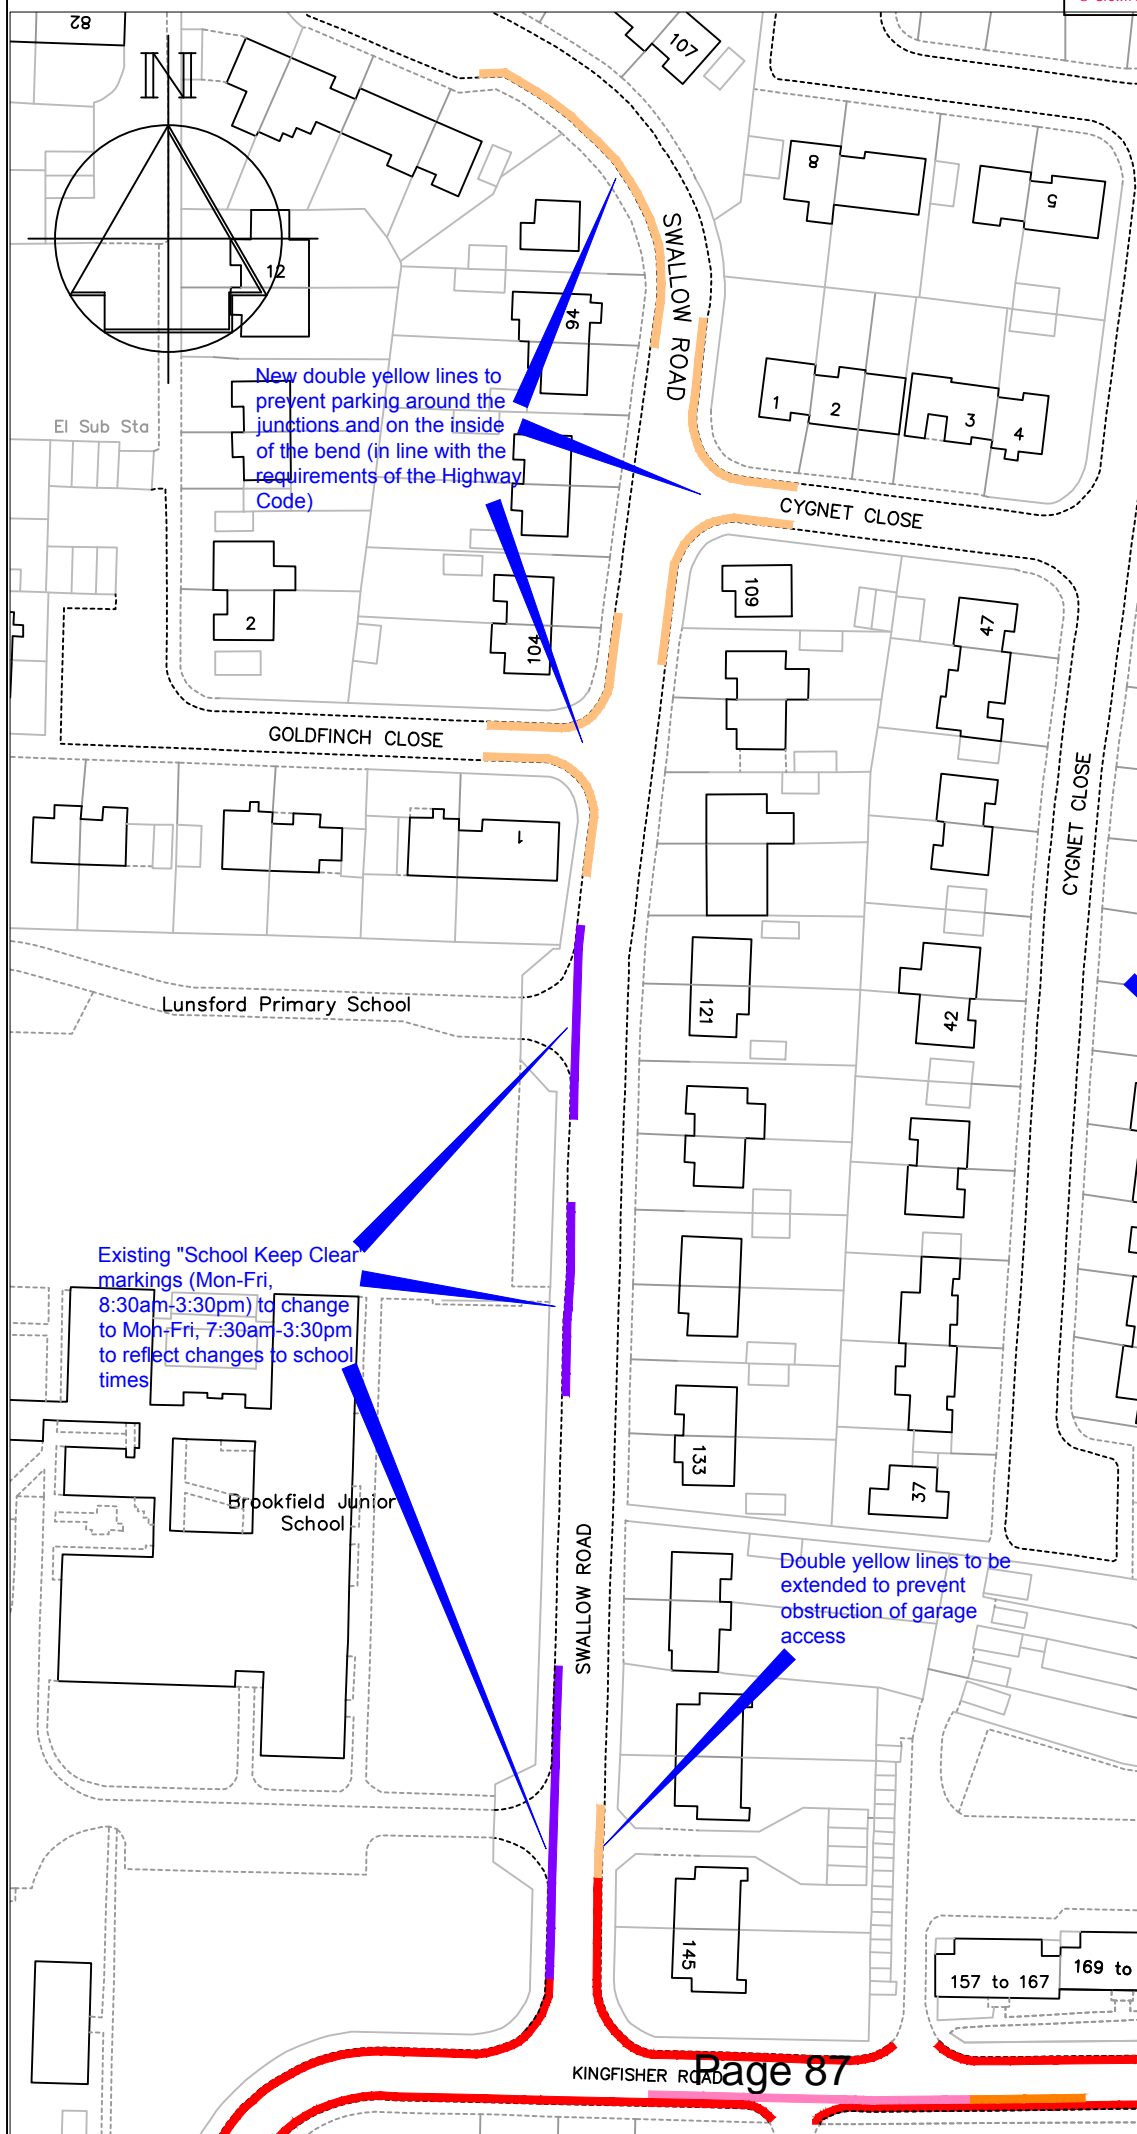 82
N
107
8
5
SWALLOW ROAD
12
94
New double yellow lines to
prevent parking around the
junctions and on the inside
of the bend (in line with the
requirements of the Highway
Code)
1
2
3
4
El Sub Sta
CYGNET CLOSE
109
47
2
104
GOLDFINCH CLOSE
CYGNET CLOSE
1
Lunsford Primary School
121
42
Existing "School Keep Clear"
markings (Mon-Fri,
8:30am-3:30pm) to change
to Mon-Fri, 7:30am-3:30pm
to reflect changes to school
times
133
37
Brookfield Junior
School
SWALLOW ROAD
Double yellow lines to be
extended to prevent
obstruction of garage
access
145
157 to 167
169 to
KINGFISHER ROAD
Page 87